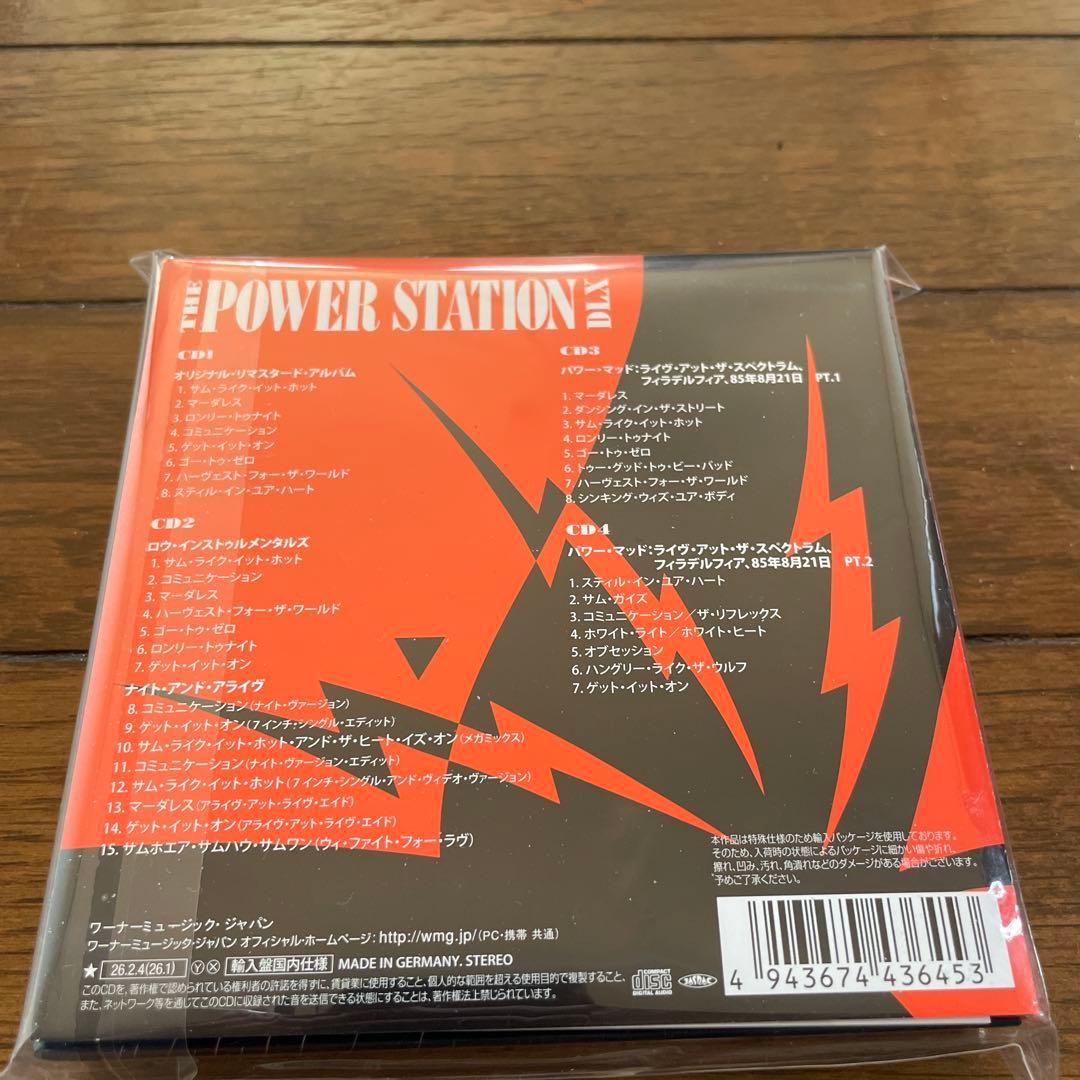 THE POWER STATION DLX
CD1
オリジナル・リマスタード・アルバム
1. サム・ライク・イット・ホット
2. マーダレス
3. ロンリー・トゥナイト
4. コミュニケーション
5. ゲット・イット・オン
6. ゴー・トゥ・ゼロ
7. ハーヴェスト・フォー・ザ・ワールド
8. スティル・イン・ユア・ハート
CD2
ロウ・インストゥルメンタルズ
1. サム・ライク・イット・ホット
2. コミュニケーション
3. マーダレス
4. ハーヴェスト・フォー・ザ・ワールド
5. ゴー・トゥ・ゼロ
6. ロンリー・トゥナイト
7. ゲット・イット・オン
ナイト・アンド・アライヴ
8. コミュニケーション(ナイト・ヴァージョン)
9. ゲット・イット・オン(7インチ・シングル・エディット)
10. サム・ライク・イット・ホット・アンド・ザ・ヒート・イズ・オン(メガミックス)
11. コミュニケーション(ナイト・ヴァージョン・エディット)
12. サム・ライク・イット・ホット(7インチ・シングル・アンド・ヴィデオ・ヴァージョン)
13. マーダレス(アライヴ・アット・ライヴ・エイド)
14. ゲット・イット・オン(アライヴ・アット・ライヴ・エイド)
15. サムホエア・サムハウ・サムワン(ウィ・ファイト・フォー・ラヴ)
CD3
パワー・マッド：ライヴ・アット・ザ・スペクトラム、
フィラデルフィア、85年8月21日 PT.1
1. マーダレス
2. ダンシング・イン・ザ・ストリート
3. サム・ライク・イット・ホット
4. ロンリー・トゥナイト
5. ゴー・トゥ・ゼロ
6. トゥー・グッド・トゥ・ビー・バッド
7. ハーヴェスト・フォー・ザ・ワールド
8. シンキング・ウィズ・ユア・ボディ
CD4
パワー・マッド：ライヴ・アット・ザ・スペクトラム、
フィラデルフィア、85年8月21日 PT.2
1. スティル・イン・ユア・ハート
2. サム・ガイズ
3. コミュニケーション／ザ・リフレックス
4. ホワイト・ライト／ホワイト・ヒート
5. オブセッション
6. ハングリー・ライク・ザ・ウルフ
7. ゲット・イット・オン
本作品は特殊仕様のため輸入パッケージを使用しております。
そのため、入荷時の状態によるパッケージに細かい傷や折れ、
擦れ、凹み、汚れ、角潰れなどのダメージがある場合がございます。
予めご了承ください。
ワーナーミュージック・ジャパン
ワーナーミュージック・ジャパン オフィシャル・ホームページ：http://wmg.jp/(PC・携帯 共通)
★ 26.2.4(26.1) Ⓨ Ⓧ 輸入盤国内仕様 MADE IN GERMANY. STEREO
このCDを、著作権で認められている権利者の許諾を得ずに、賃貸業に使用すること、個人的な範囲を超える使用目的で複製すること、
また、ネットワーク等を通じてこのCDに収録された音を送信できる状態にすることは、著作権法上禁じられています。
COMPACT disc DIGITAL AUDIO
JASRAC
4 943674 436453